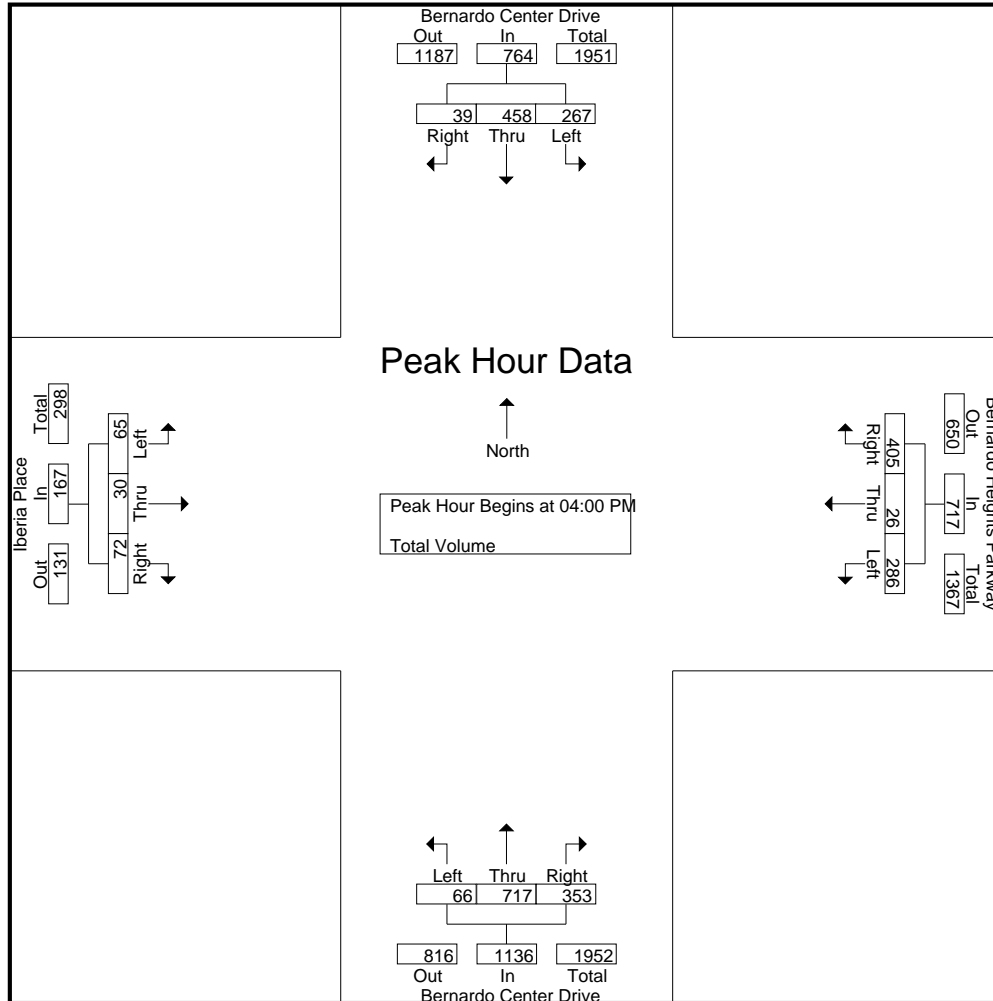 Bernardo Center Drive
Out In Total
1187 764 1951
39 458 267
Right Thru Left
Peak Hour Data
North
Peak Hour Begins at 04:00 PM
Total Volume
Iberia Place
Total In Out
298 167 131
65 30 72
Left Thru Right
Right Thru Left
405 26 286
Out In Total
650 717 1367
Bernardo Heights Parkway
Left Thru Right
66 717 353
816 1136 1952
Out In Total
Bernardo Center Drive